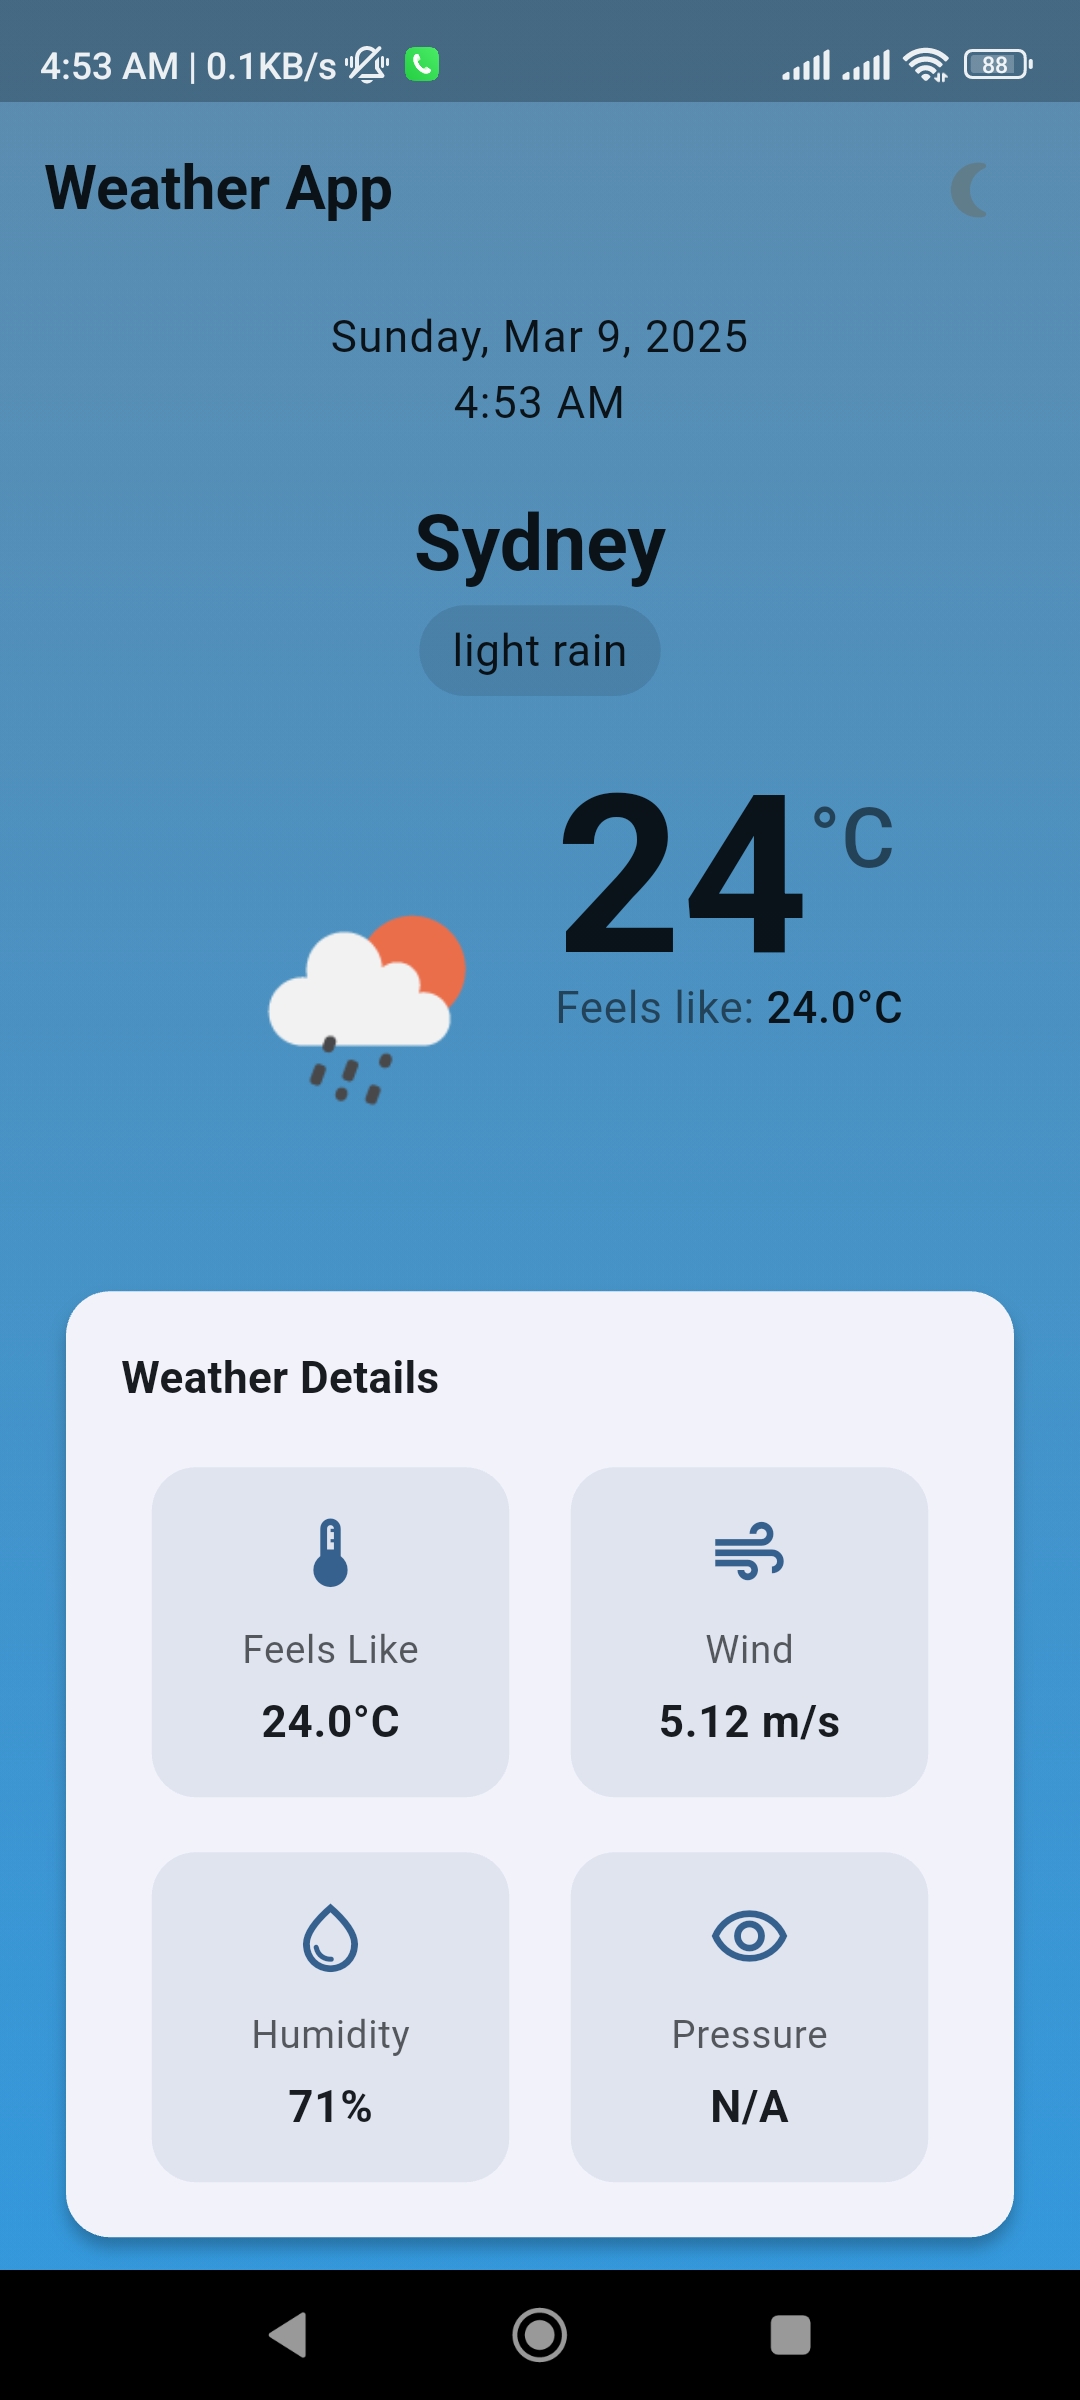 4:53 AM | 0.1KB/s
88
Weather App
Sunday, Mar 9, 2025
4:53 AM
Sydney
light rain
24 °C
Feels like: 24.0°C
Weather Details
Feels Like
24.0°C
Wind
5.12 m/s
Humidity
71%
Pressure
N/A